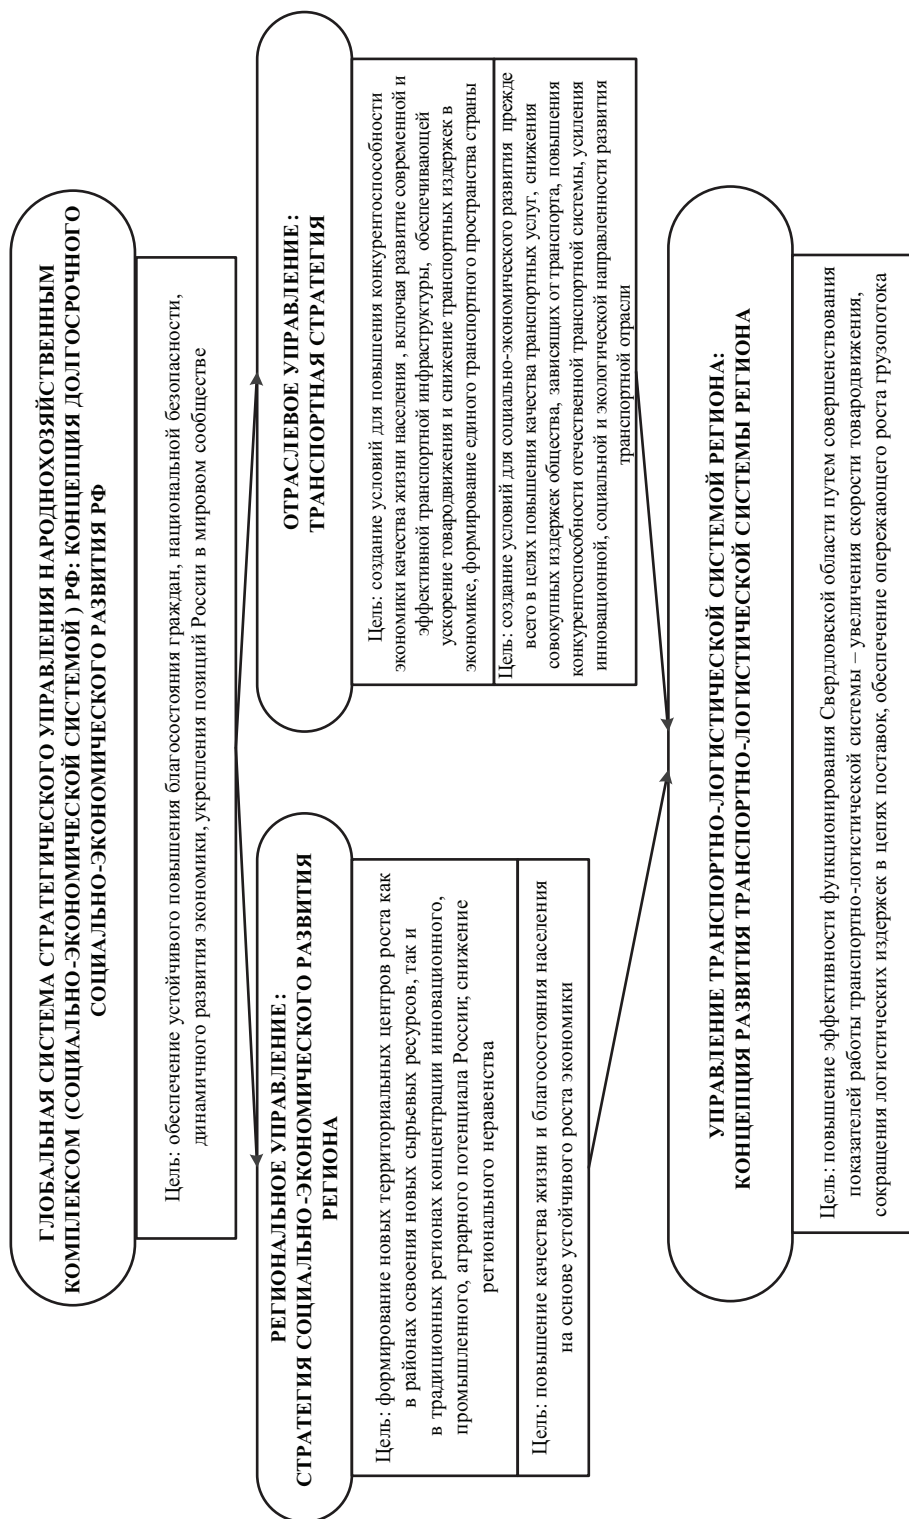 ГЛОБАЛЬНАЯ СИСТЕМА СТРАТЕГИЧЕСКОГО УПРАВЛЕНИЯ НАРОДНОХОЗЯЙСТВЕННЫМ
КОМПЛЕКСОМ (СОЦИАЛЬНО-ЭКОНОМИЧЕСКОЙ СИСТЕМОЙ ) РФ: КОНЦЕПЦИЯ ДОЛГОСРОЧНОГО
СОЦИАЛЬНО-ЭКОНОМИЧЕСКОГО РАЗВИТИЯ РФ
Цель: обеспечение устойчивого повышения благосостояния граждан, национальной безопасности,
динамичного развития экономики, укрепления позиций России в мировом сообществе
РЕГИОНАЛЬНОЕ УПРАВЛЕНИЕ :
СТРАТЕГИЯ СОЦИАЛЬНО-ЭКОНОМИЧЕСКОГО РАЗВИТИЯ
РЕГИОНА
Цель: формирование новых территориальных центров роста как
в районах освоения новых сырьевых ресурсов, так и
в традиционных регионах концентрации инновационного,
промышленного, аграрного потенциала России; снижение
регионального неравенства
Цель: повышение качества жизни и благосостояния населения
на основе устойчивого роста экономики
ОТРАСЛЕВОЕ УПРАВЛЕНИЕ :
ТРАНСПОРТНАЯ СТРАТЕГИЯ
Цель: создание условий для повышения конкурентоспособности
экономики качества жизни населения , включая развитие современной и
эффективной транспортной инфраструктуры, обеспечивающей
ускорение товародвижения и снижение транспортных издержек в
экономике, формирование единого транспортного пространства страны
Цель: создание условий для социально-экономического развития прежде
всего в целях повышения качества транспортных услуг, снижения
совокупных издержек общества, зависящих от транспорта, повышения
конкурентоспособности отечественной транспортной системы, усиления
инновационной, социальной и экологической направленности развития
транспортной отрасли
УПРАВЛЕНИЕ ТРАНСПОРТНО-ЛОГИСТИЧЕСКОЙ СИСТЕМОЙ РЕГИОНА:
КОНЦЕПЦИЯ РАЗВИТИЯ ТРАНСПОРТНО-ЛОГИСТИЧЕСКОЙ СИСТЕМЫ РЕГИОНА
Цель: повышение эффективности функционирования Свердловской области путем совершенствования
показателей работы транспортно-логистической системы – увеличения скорости товародвижения,
сокращения логистических издержек в цепях поставок, обеспечение опережающего роста грузопотока